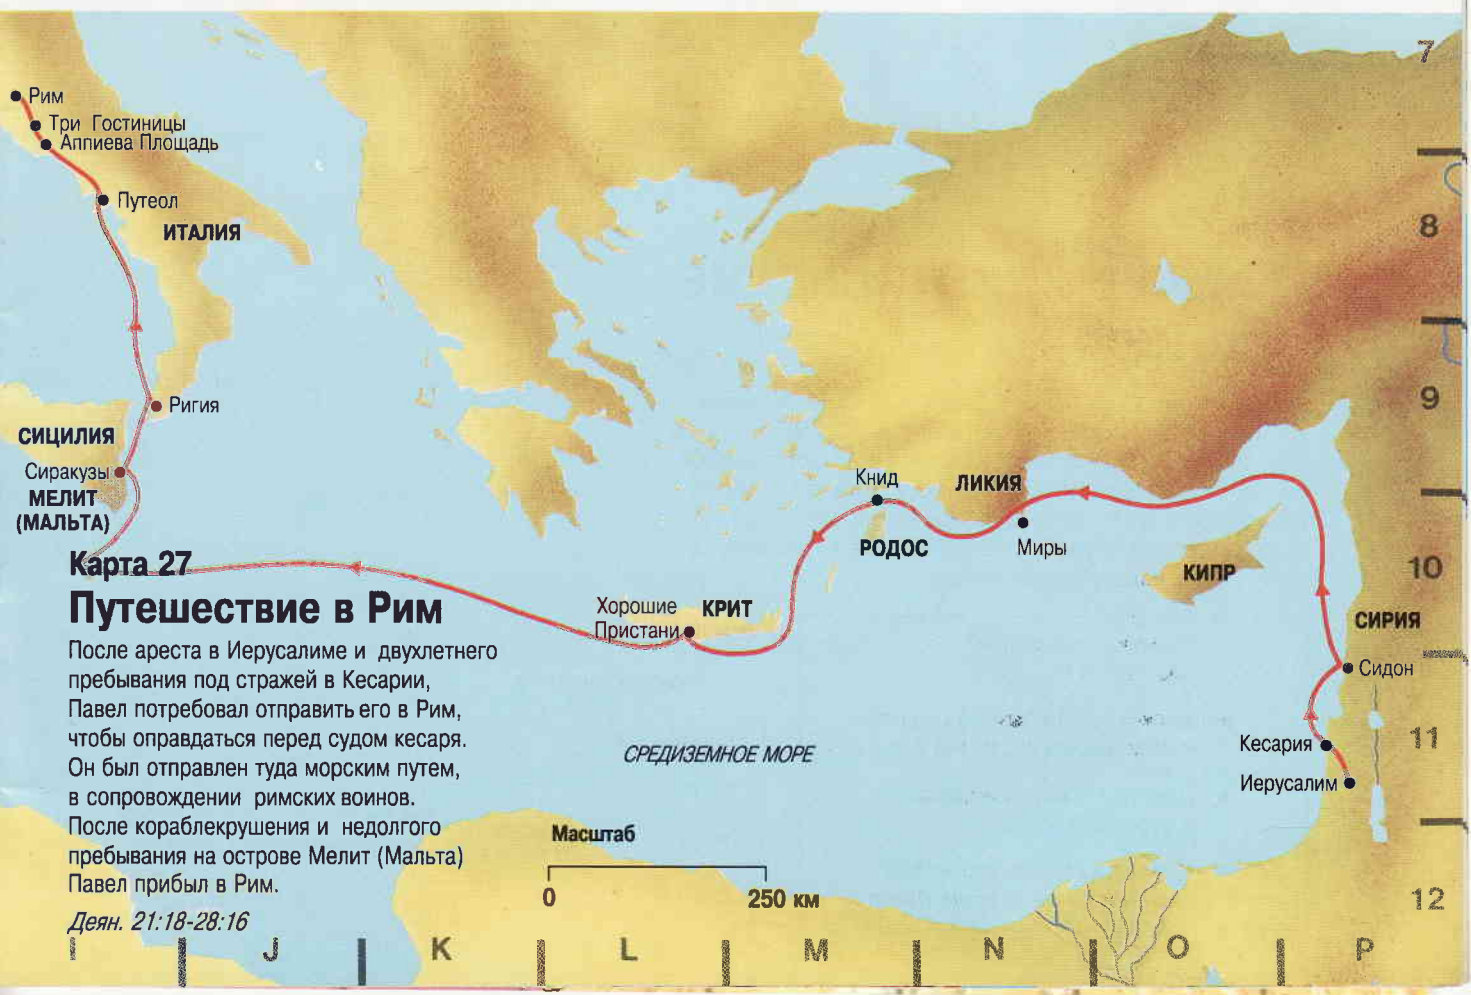 7
Рим
Три Гостиницы
Аппиева Площадь
8
Путеол
ИТАЛИЯ
9
Ригия
СИЦИЛИЯ
Сиракузы
МЕЛИТ
(МАЛЬТА)
Книд
ЛИКИЯ
РОДОС
Миры
КИПР
10
Хорошие
Пристани
КРИТ
СИРИЯ
Сидон
11
Кесария
Иерусалим
СРЕДИЗЕМНОЕ МОРЕ
Карта 27
Путешествие в Рим
После ареста в Иерусалиме и двухлетнего
пребывания под стражей в Кесарии,
Павел потребовал отправить его в Рим,
чтобы оправдаться перед судом кесаря.
Он был отправлен туда морским путем,
в сопровождении римских воинов.
После кораблекрушения и недолгого
пребывания на острове Мелит (Мальта)
Павел прибыл в Рим.
Деян. 21:18-28:16
Масштаб
0 250 км
12
I J K L M N O P